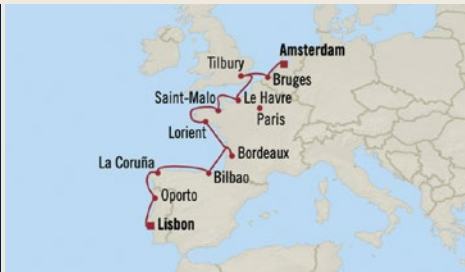 Amsterdam
Tilbury
Bruges
Saint-Malo
Le Havre
Paris
Lorient
Bordeaux
La Coruña
Bilbao
Oporto
Lisbon